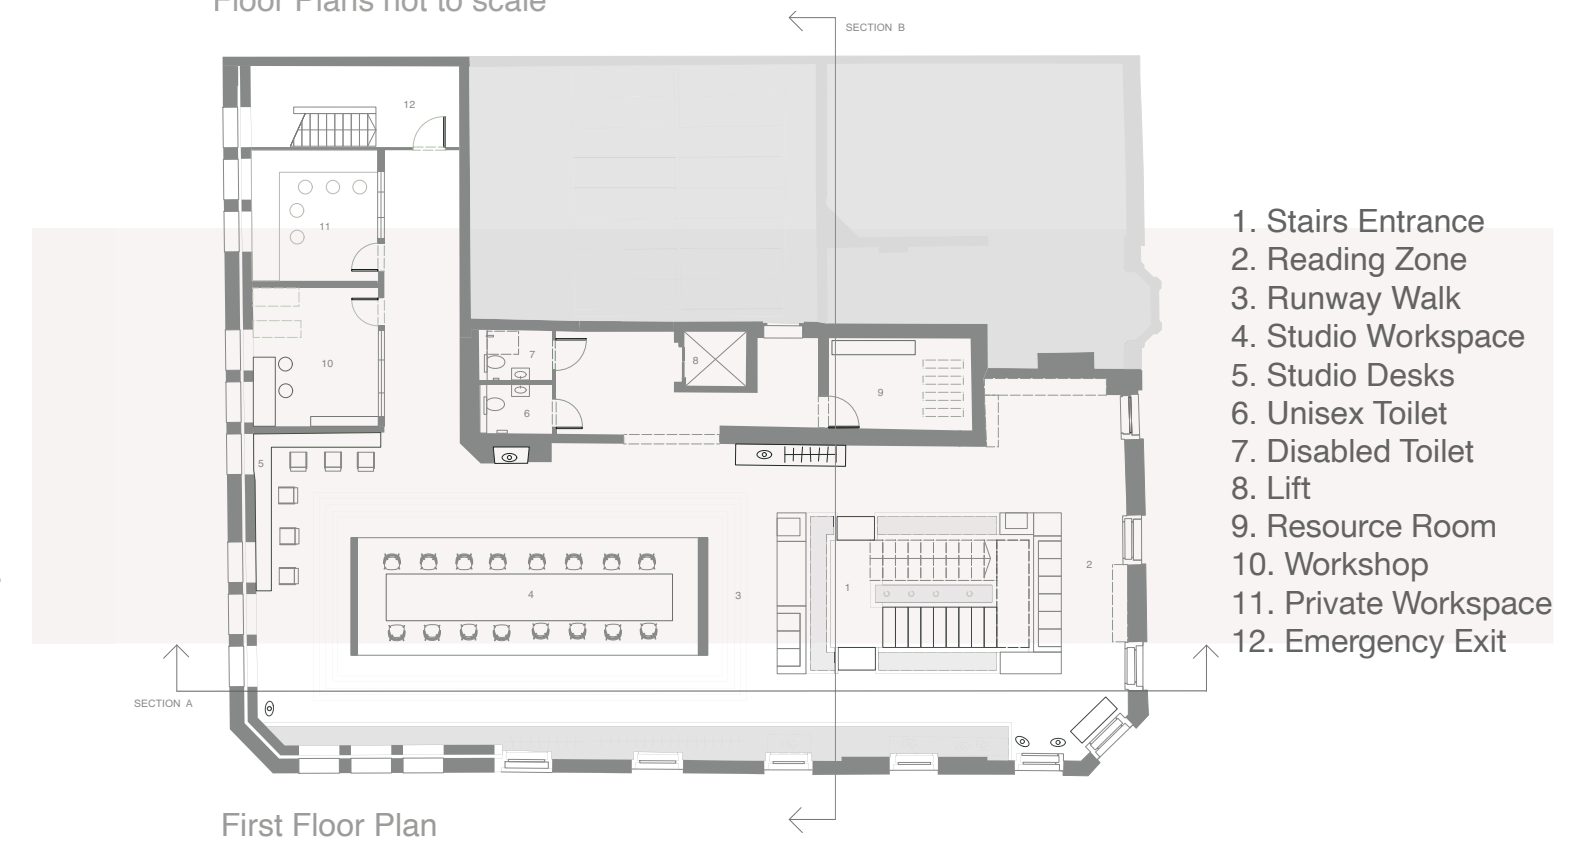 Floor Plans not to scale
SECTION B
12
11
10
7
8
6
9
5
4
3
1
2
SECTION A
1. Stairs Entrance
2. Reading Zone
3. Runway Walk
4. Studio Workspace
5. Studio Desks
6. Unisex Toilet
7. Disabled Toilet
8. Lift
9. Resource Room
10. Workshop
11. Private Workspace
12. Emergency Exit
First Floor Plan